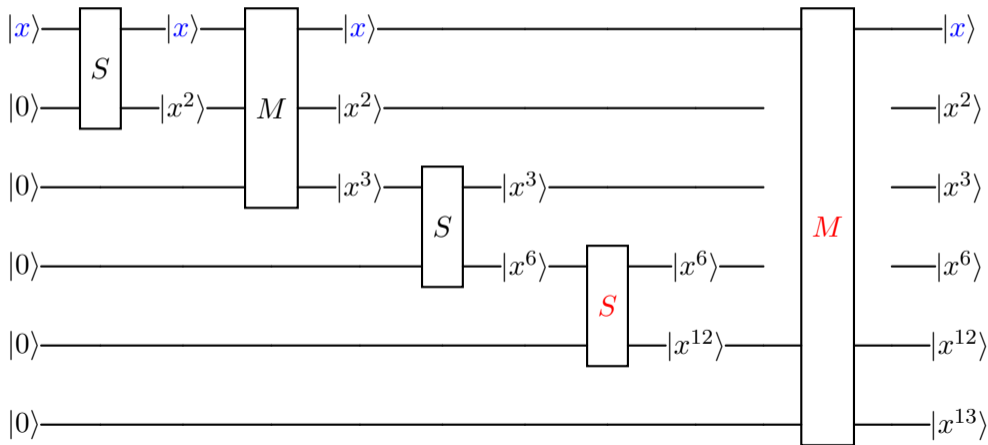 |x⟩ |x⟩ |x⟩ |x⟩
S
|0⟩ |x²⟩ M |x²⟩ |x²⟩
|0⟩ |x³⟩ |x³⟩ |x³⟩
S M
|0⟩ |x⁶⟩ |x⁶⟩ |x⁶⟩
S
|0⟩ |x¹²⟩ |x¹²⟩
|0⟩ |x¹³⟩